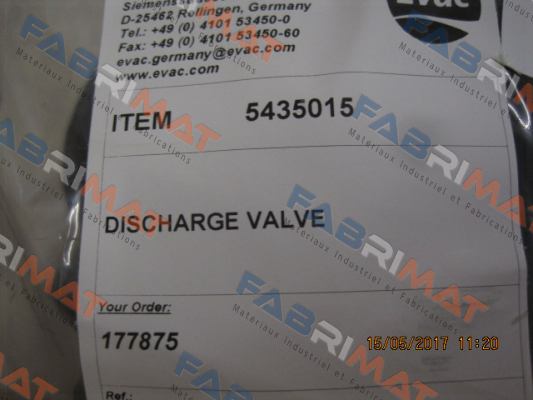 Evac
D-25462 Rellingen, Germany
Tel.: +49 (0) 4101 53450-0
Fax: +49 (0) 4101 53450-60
evac.germany@evac.com
www.evac.com
ITEM 5435015
DISCHARGE VALVE
Your Order:
177875
Ref.:
15/05/2017 11:20
FABRIMAT
Matériaux Industriel et Fabrications